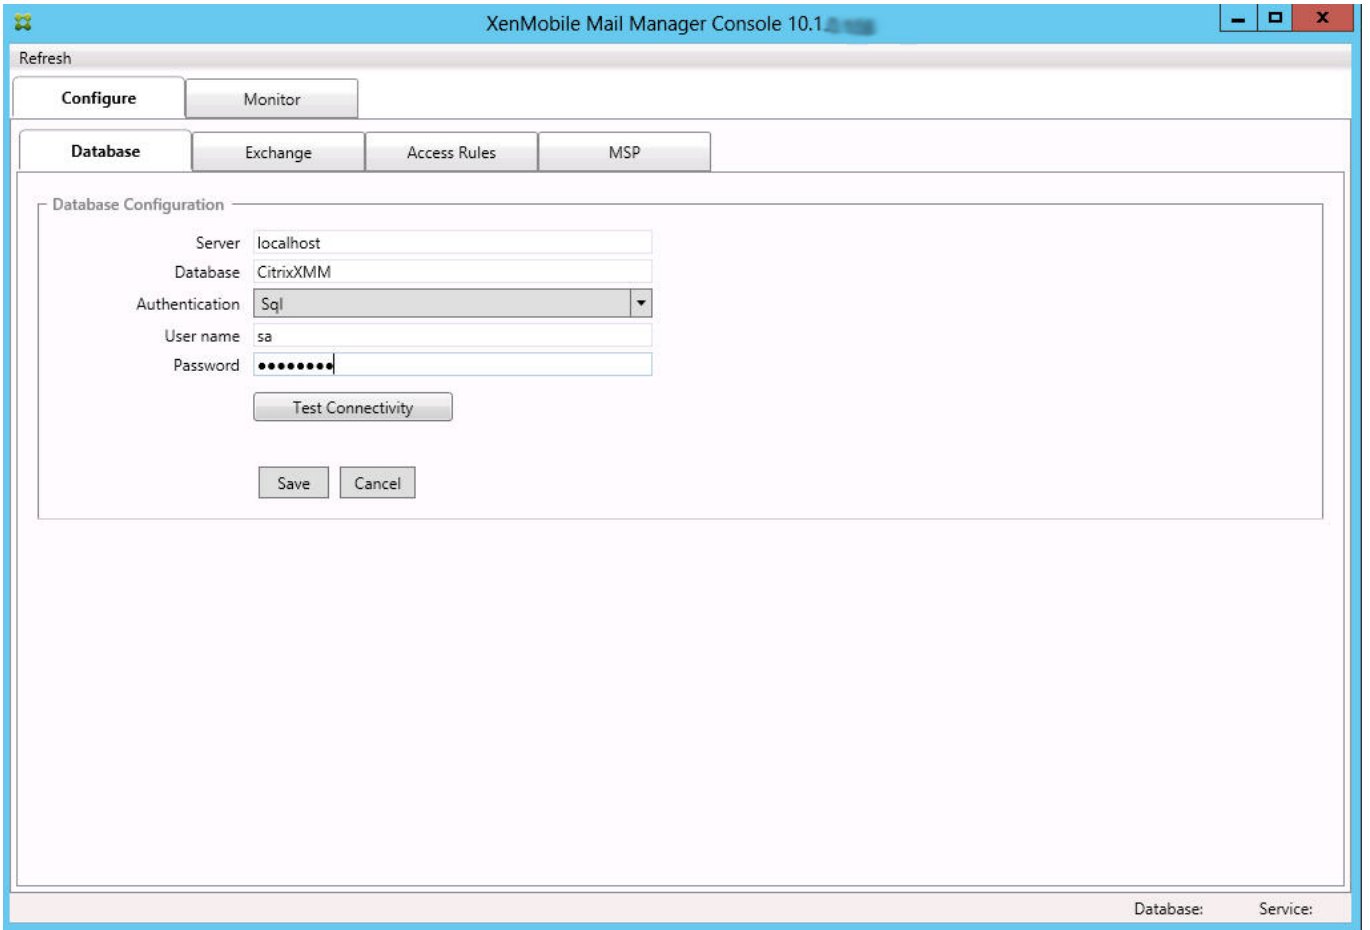 XenMobile Mail Manager Console 10.1.
Refresh
Configure Monitor
Database Exchange Access Rules MSP
Database Configuration
Server localhost
Database CitrixXMM
Authentication Sql
User name sa
Password ••••••••
Test Connectivity
Save Cancel
Database: Service: